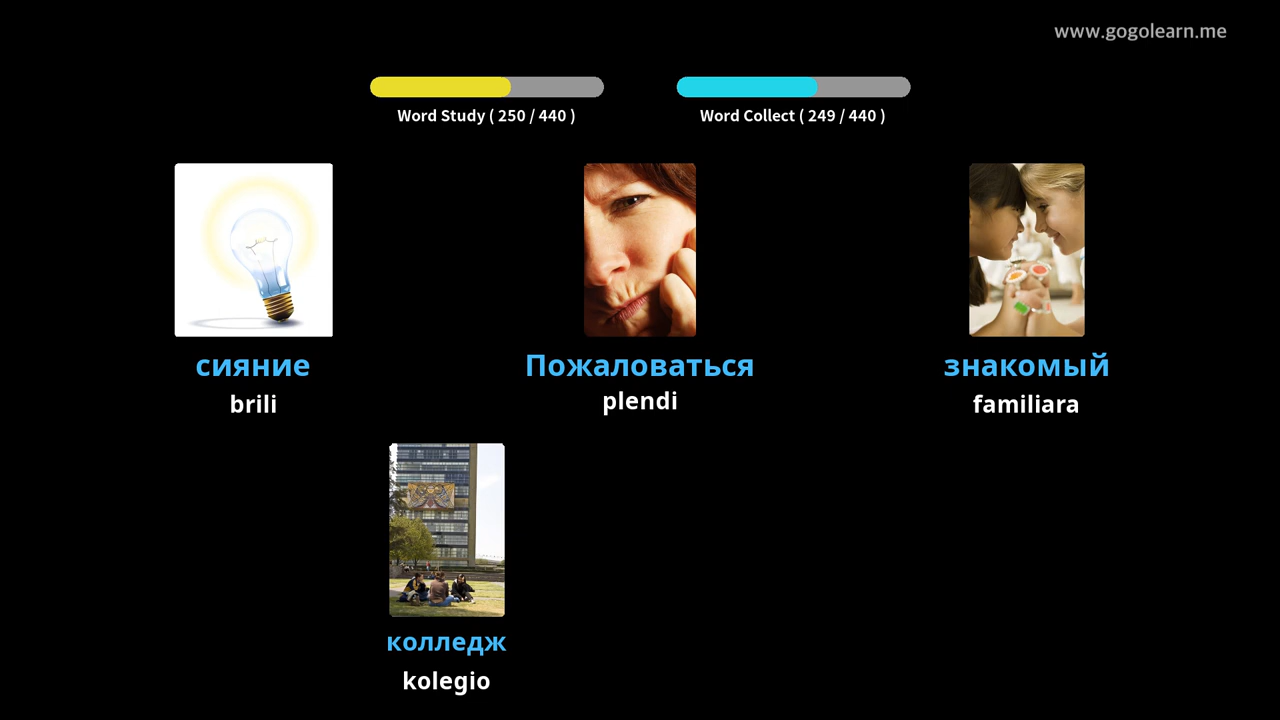 www.gogolearn.me
Word Study ( 250 / 440 )
Word Collect ( 249 / 440 )
сияние
brili
Пожаловаться
plendi
знакомый
familiara
колледж
kolegio